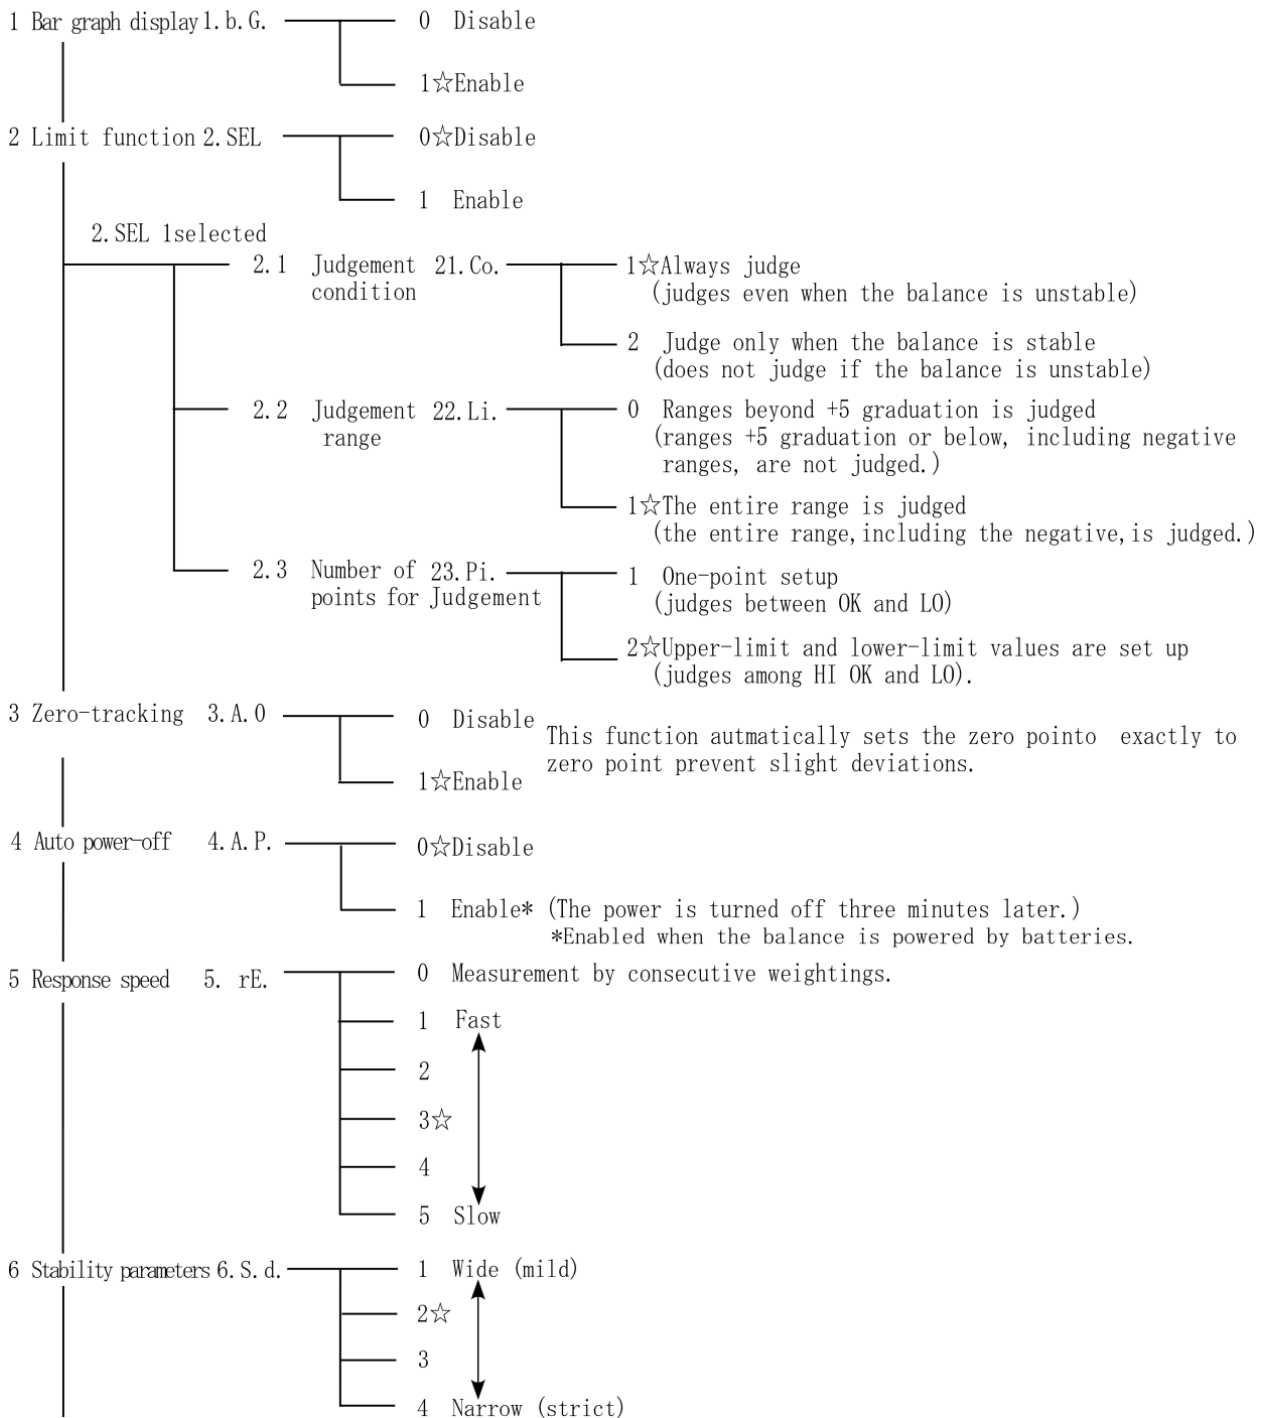 1 Bar graph display 1.b.G. 0 Disable
1☆Enable
2 Limit function 2.SEL 0☆Disable
1 Enable
2.SEL 1selected
2.1 Judgement 21.Co. 1☆Always judge
condition (judges even when the balance is unstable)
2 Judge only when the balance is stable
(does not judge if the balance is unstable)
2.2 Judgement 22.Li. 0 Ranges beyond +5 graduation is judged
range (ranges +5 graduation or below, including negative
ranges, are not judged.)
1☆The entire range is judged
(the entire range,including the negative,is judged.)
2.3 Number of 23.Pi. 1 One-point setup
points for Judgement (judges between OK and LO)
2☆Upper-limit and lower-limit values are set up
(judges among HI OK and LO).
3 Zero-tracking 3.A.0 0 Disable
This function autmatically sets the zero pointo exactly to
zero point prevent slight deviations.
1☆Enable
4 Auto power-off 4.A.P. 0☆Disable
1 Enable* (The power is turned off three minutes later.)
*Enabled when the balance is powered by batteries.
5 Response speed 5. rE. 0 Measurement by consecutive weightings.
1 Fast
2
3☆
4
5 Slow
6 Stability parameters 6.S.d. 1 Wide (mild)
2☆
3
4 Narrow (strict)